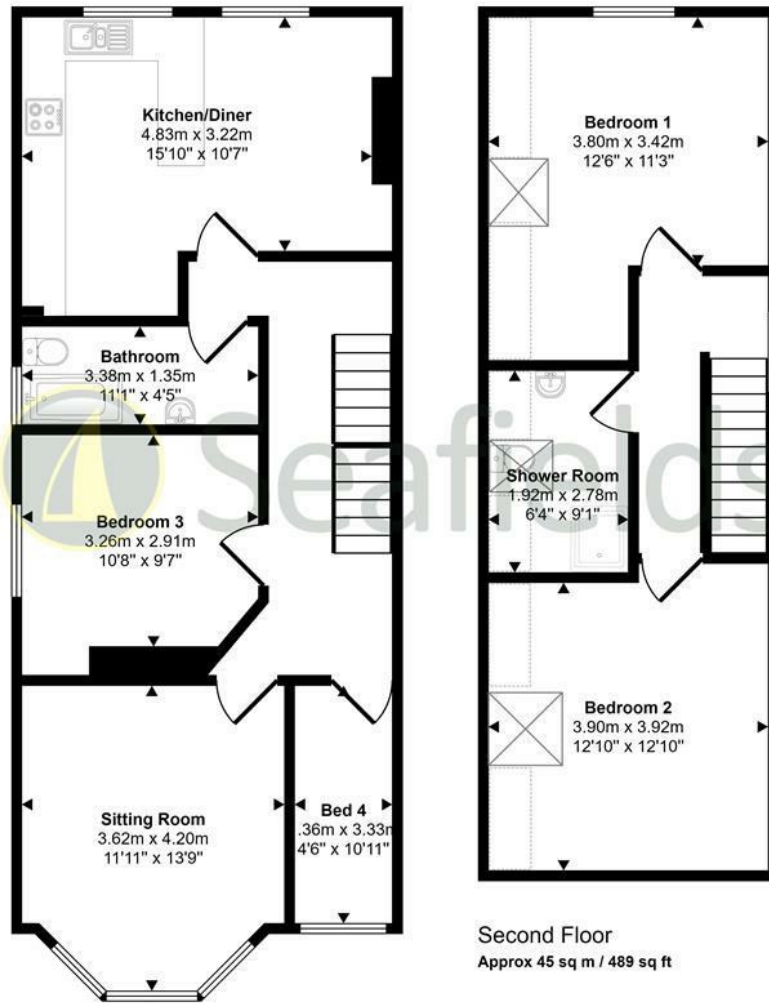 Kitchen/Diner
4.83m x 3.22m
15'10" x 10'7"
Bathroom
3.38m x 1.35m
11'1" x 4'5"
Bedroom 3
3.26m x 2.91m
10'8" x 9'7"
Sitting Room
3.62m x 4.20m
11'11" x 13'9"
Bed 4
.36m x 3.33m
4'6" x 10'11"
Bedroom 1
3.80m x 3.42m
12'6" x 11'3"
Shower Room
1.92m x 2.78m
6'4" x 9'1"
Bedroom 2
3.90m x 3.92m
12'10" x 12'10"
Second Floor
Approx 45 sq m / 489 sq ft
Seafields